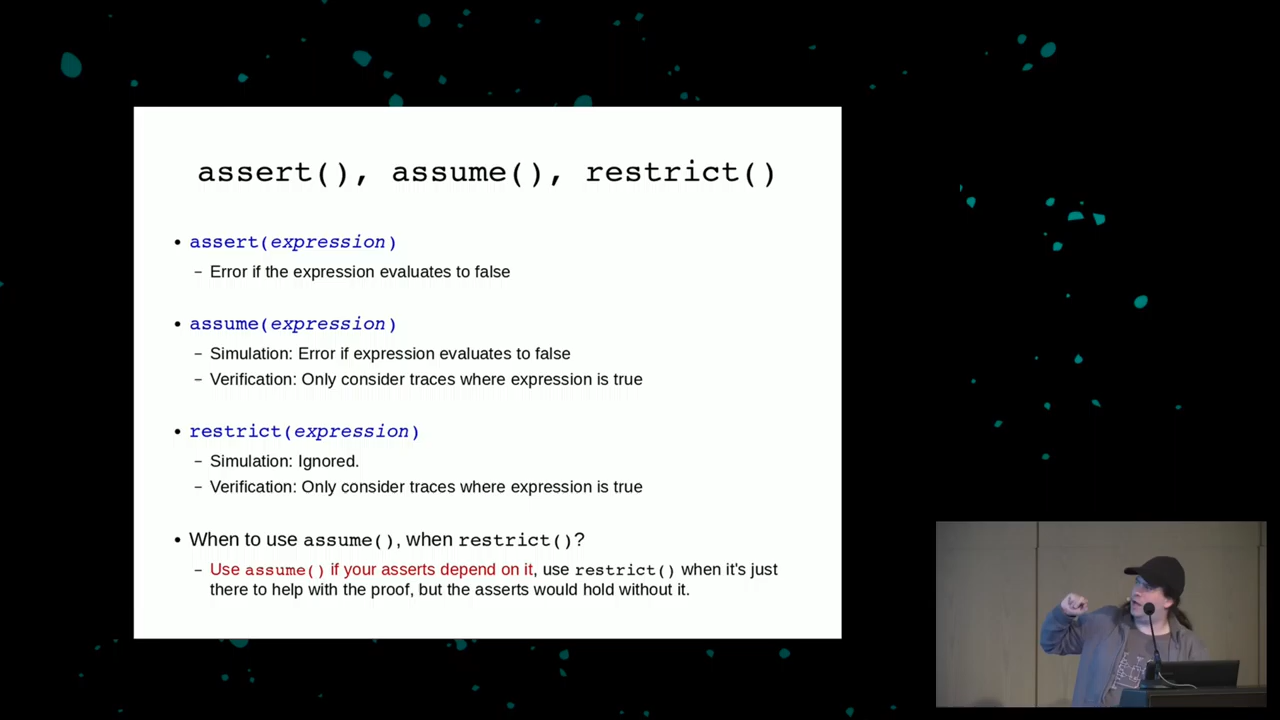 assert(), assume(), restrict()
• assert(expression)
– Error if the expression evaluates to false
• assume(expression)
– Simulation: Error if expression evaluates to false
– Verification: Only consider traces where expression is true
• restrict(expression)
– Simulation: Ignored.
– Verification: Only consider traces where expression is true
• When to use assume(), when restrict()?
– Use assume() if your asserts depend on it, use restrict() when it's just
there to help with the proof, but the asserts would hold without it.